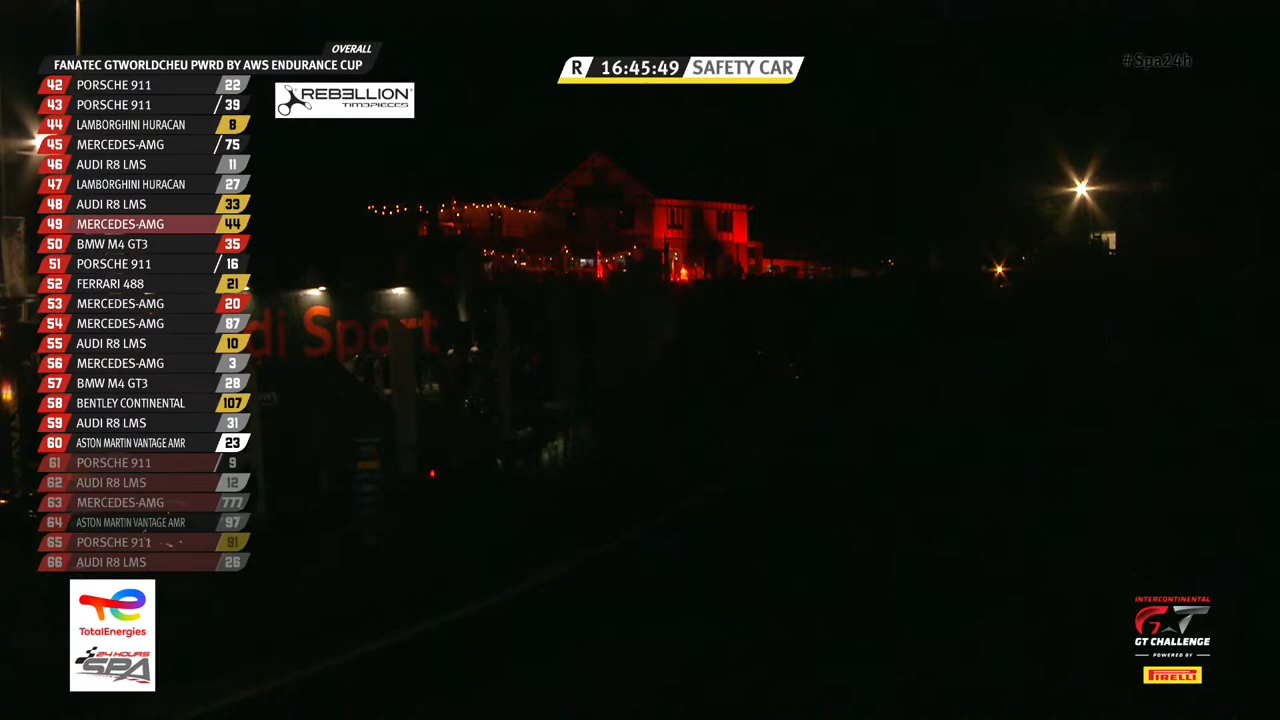 OVERALL
FANATEC GTWORLDCHEU PWRD BY AWS ENDURANCE CUP
R 16:45:49 SAFETY CAR
#Spa24h
42 PORSCHE 911 22
43 PORSCHE 911 39
44 LAMBORGHINI HURACAN 8
45 MERCEDES-AMG 75
46 AUDI R8 LMS 11
47 LAMBORGHINI HURACAN 27
48 AUDI R8 LMS 33
49 MERCEDES-AMG 44
50 BMW M4 GT3 35
51 PORSCHE 911 16
52 FERRARI 488 21
53 MERCEDES-AMG 20
54 MERCEDES-AMG 87
55 AUDI R8 LMS 10
56 MERCEDES-AMG 3
57 BMW M4 GT3 28
58 BENTLEY CONTINENTAL 107
59 AUDI R8 LMS 31
60 ASTON MARTIN VANTAGE AMR 23
61 PORSCHE 911 9
62 AUDI R8 LMS 12
63 MERCEDES-AMG 777
64 ASTON MARTIN VANTAGE AMR 97
65 PORSCHE 911 91
66 AUDI R8 LMS 26
REBELLION
TIMEPIECES
di Sport
TotalEnergies
24 HOURS
SPA
INTERCONTINENTAL
GT
GT CHALLENGE
POWERED BY
PIRELLI